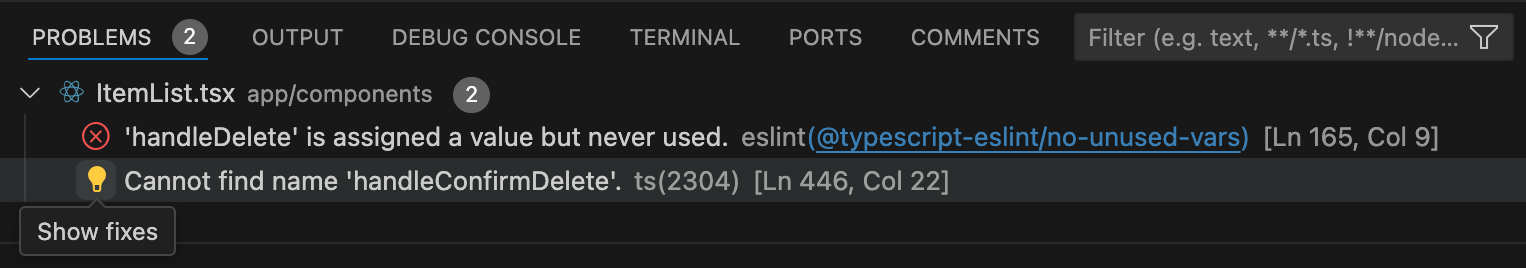 PROBLEMS 2 OUTPUT DEBUG CONSOLE TERMINAL PORTS COMMENTS Filter (e.g. text, **/*.ts, !**/node...
ItemList.tsx app/components 2
'handleDelete' is assigned a value but never used. eslint(@typescript-eslint/no-unused-vars) [Ln 165, Col 9]
Cannot find name 'handleConfirmDelete'. ts(2304) [Ln 446, Col 22]
Show fixes